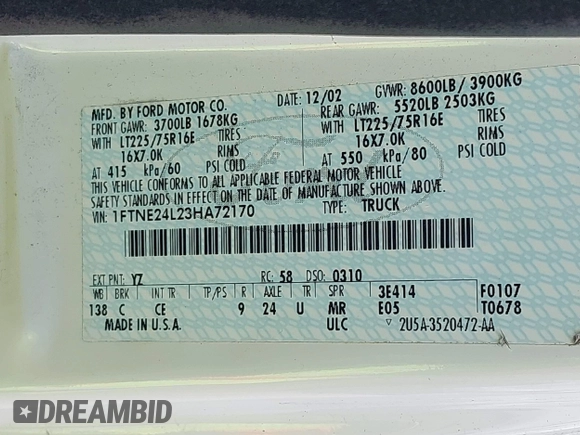 MFD. BY FORD MOTOR CO.
DATE: 12/02
GVWR: 8600LB/ 3900KG
FRONT GAWR: 3700LB 1678KG
REAR GAWR: 5520LB 2503KG
WITH LT225/75R16E TIRES
WITH LT225/75R16E TIRES
16X7.0K RIMS
16X7.0K RIMS
AT 415 kPa/60 PSI COLD
AT 550 kPa/80 PSI COLD
THIS VEHICLE CONFORMS TO ALL APPLICABLE FEDERAL MOTOR VEHICLE
SAFETY STANDARDS IN EFFECT ON THE DATE OF MANUFACTURE SHOWN ABOVE.
VIN: 1FTNE24L23HA72170
TYPE: TRUCK
EXT PNT: YZ RC: 58 DSO: 0310
WB BRK INT TR TP/PS R AXLE TR SPR 3E414 F0107
138 C CE 9 24 U MR E05 T0678
MADE IN U.S.A. ULC ▽ 2U5A-3520472-AA
DREAMBID